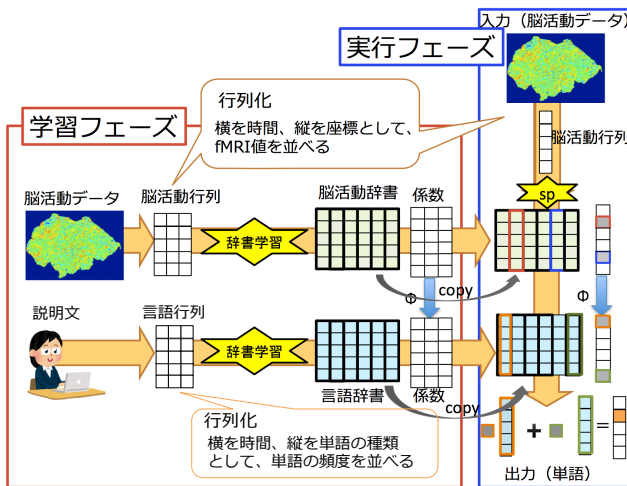 入力（脳活動データ）
実行フェーズ
行列化
横を時間、縦を座標として、
fMRI値を並べる
学習フェーズ
脳活動行列
sp
脳活動データ
脳活動行列
脳活動辞書
係数
辞書学習
copy
Φ
Φ
説明文
言語行列
辞書学習
言語辞書
係数
copy
行列化
横を時間、縦を単語の種類
として、単語の頻度を並べる
+
=
出力（単語）